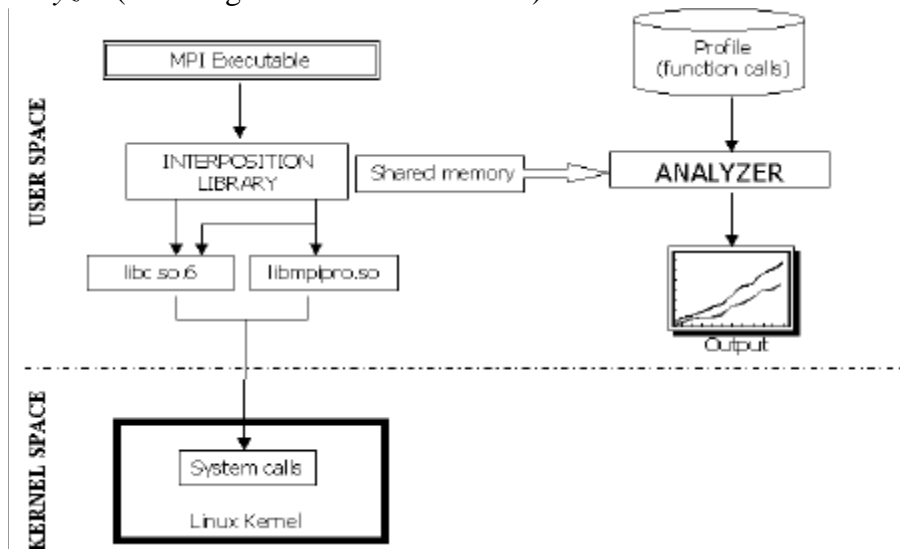 MPI Executable
Profile
(function calls)
USER SPACE
INTERPOSITION
LIBRARY
Shared memory
ANALYZER
libc.so.6
libmpipro.so
Output
KERNEL SPACE
System calls
Linux Kernel